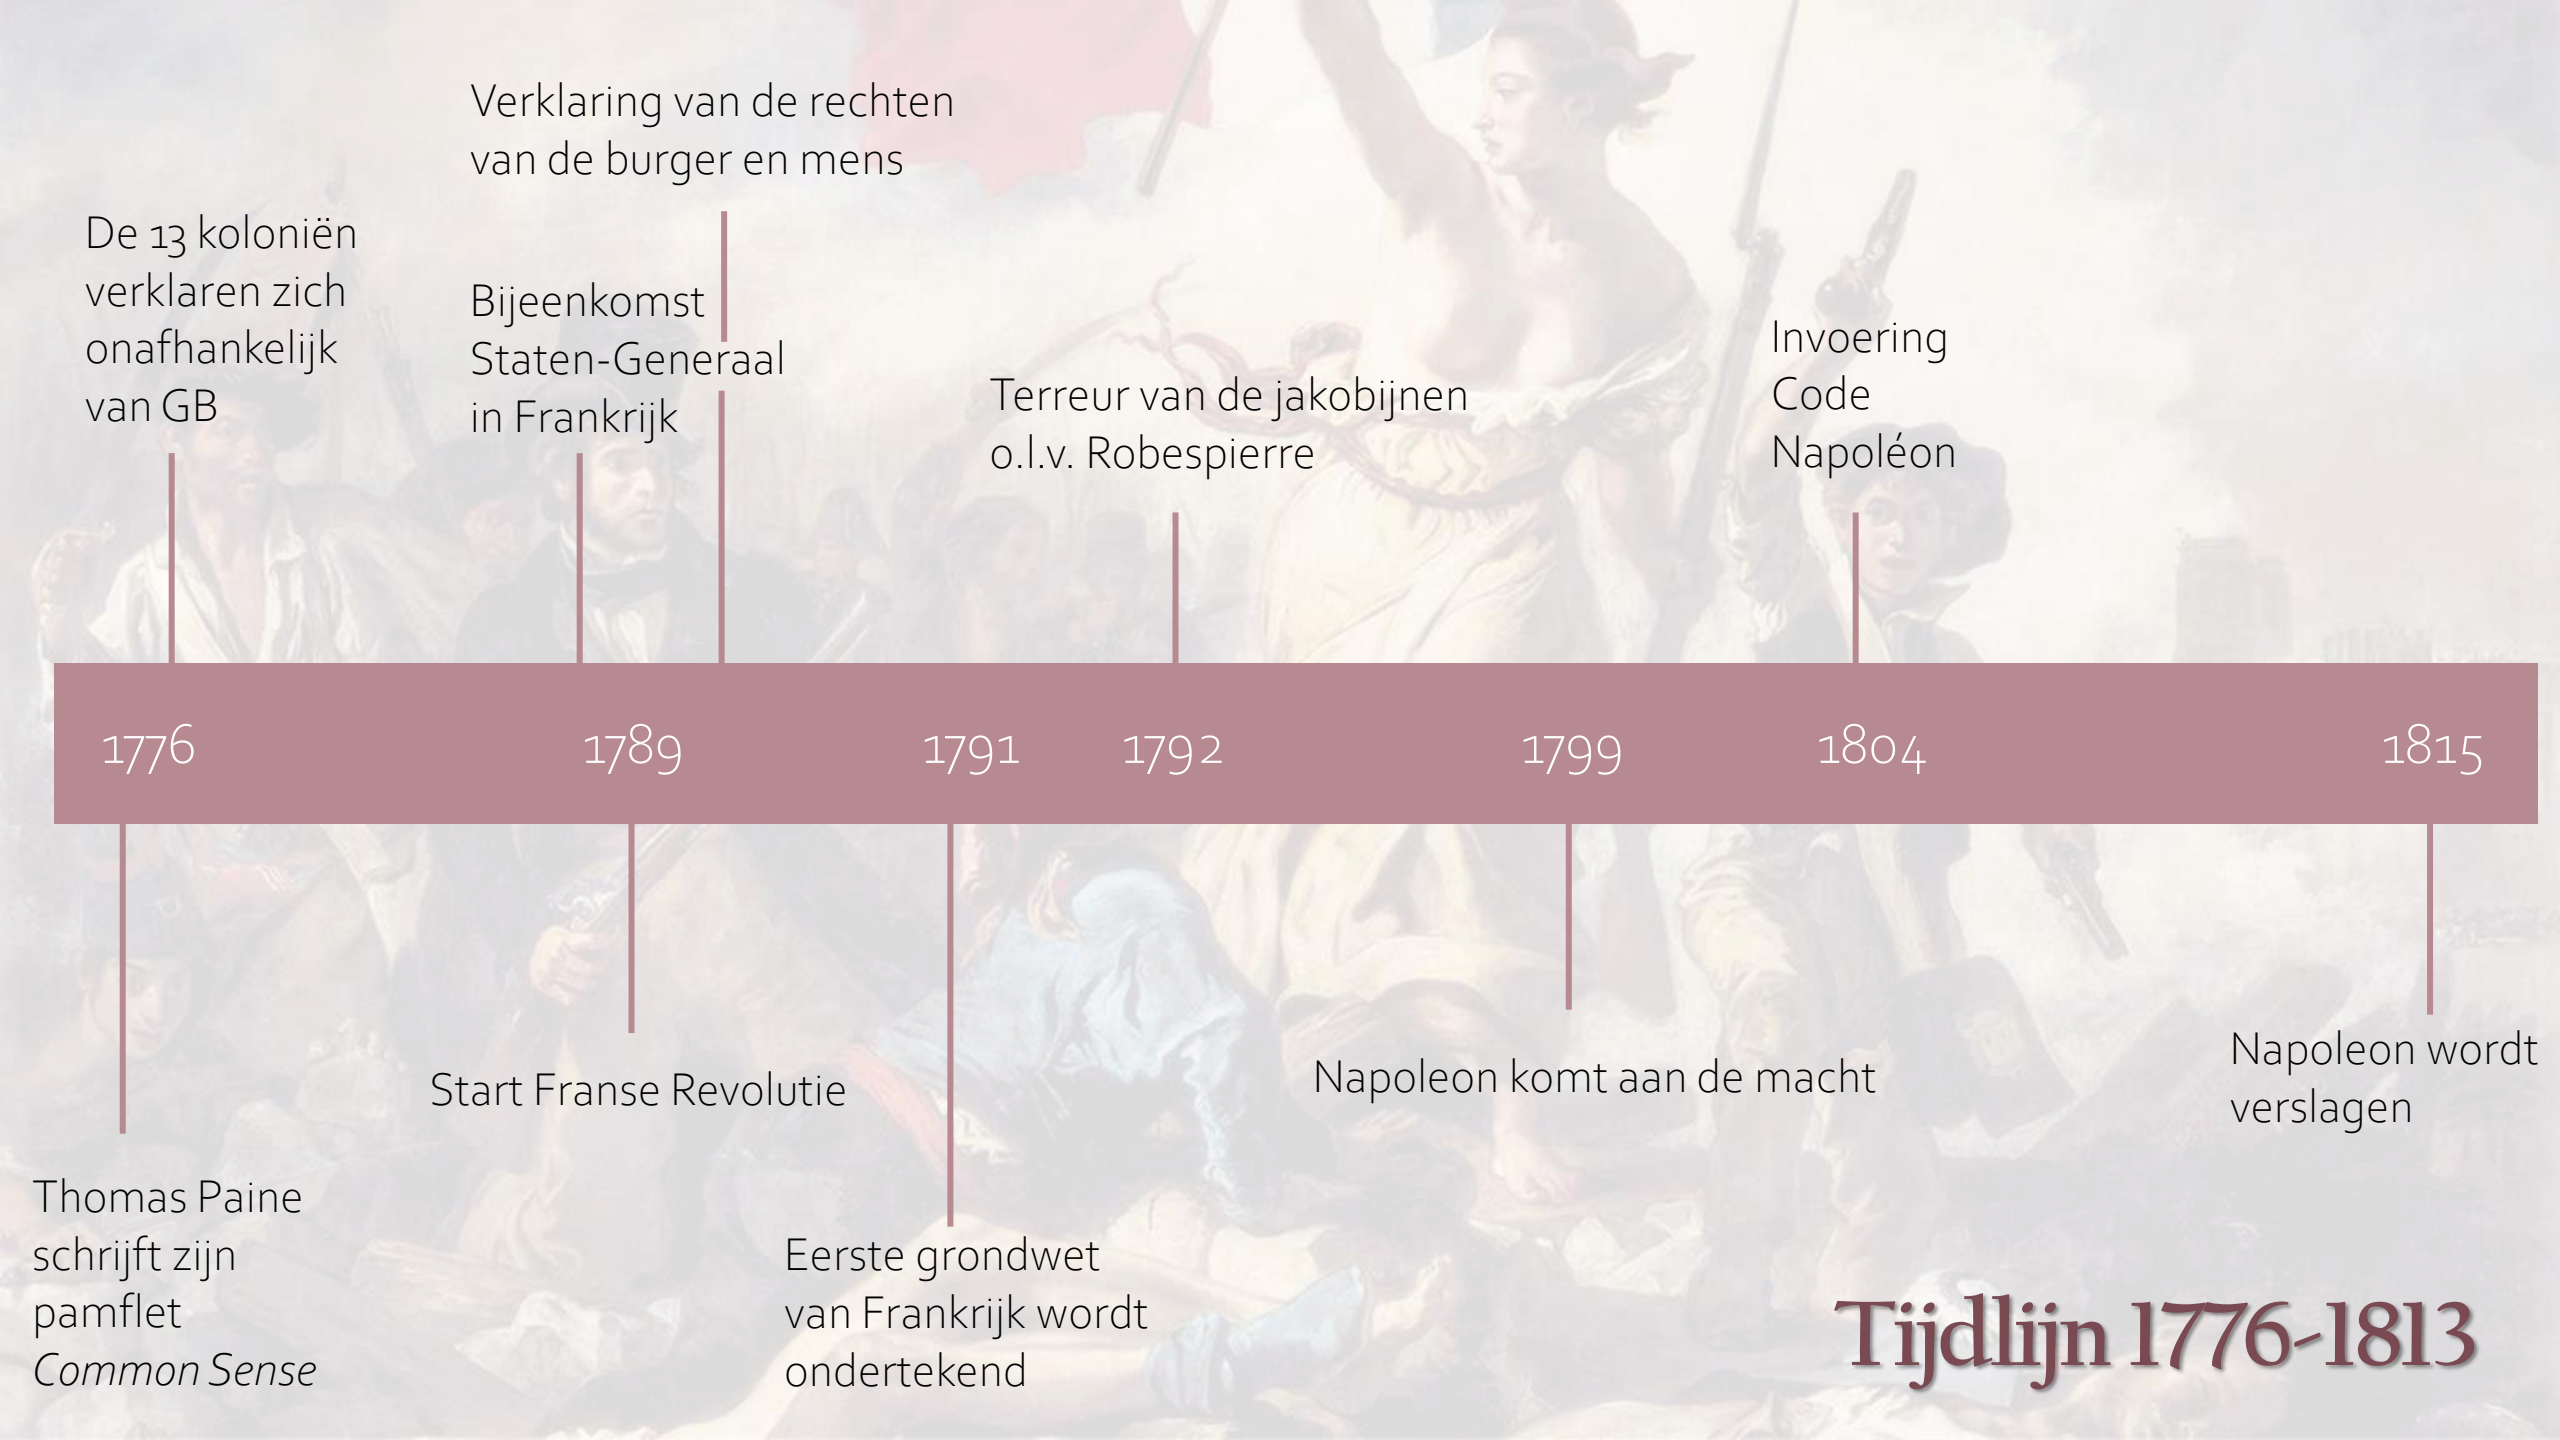 Verklaring van de rechten
van de burger en mens
De 13 koloniën
verklaren zich
onafhankelijk
van GB
Bijeenkomst
Staten-Generaal
in Frankrijk
Terreur van de jakobijnen
o.l.v. Robespierre
Invoering
Code
Napoléon
1776
1789
1791
1792
1799
1804
1815
Thomas Paine
schrijft zijn
pamflet
Common Sense
Start Franse Revolutie
Eerste grondwet
van Frankrijk wordt
ondertekend
Napoleon komt aan de macht
Napoleon wordt
verslagen
Tijdlijn 1776-1813